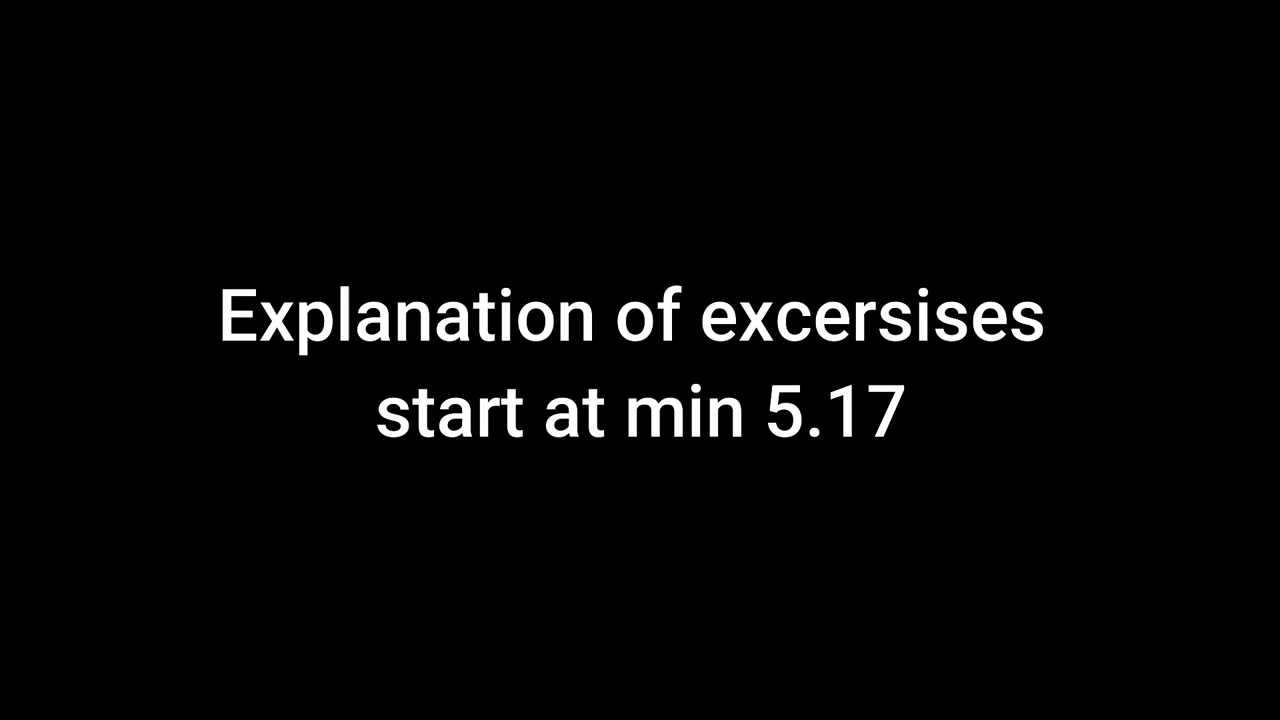 Explanation of excersises
start at min 5.17